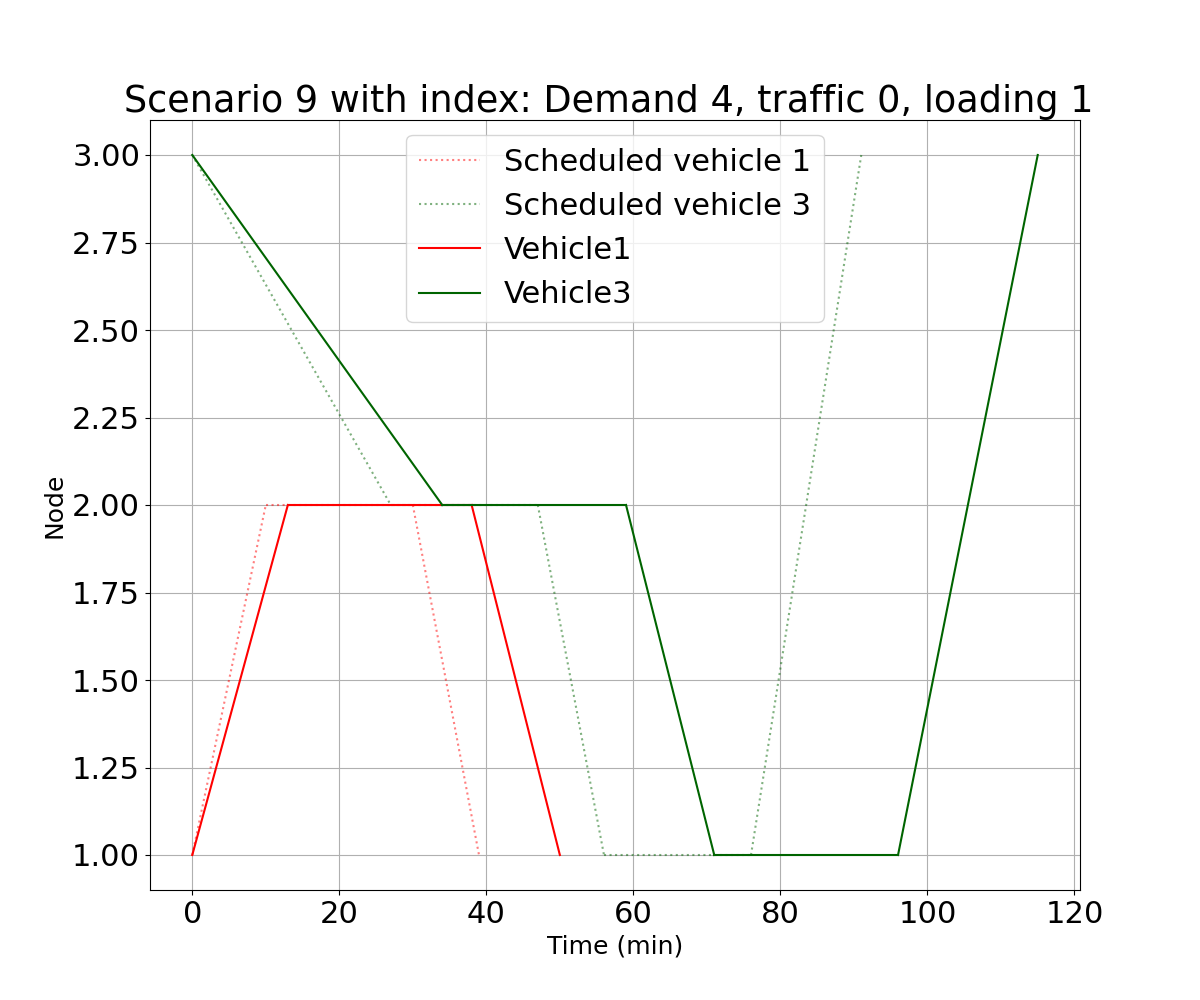 Scenario 9 with index: Demand 4, traffic 0, loading 1
3.00
2.75
2.50
2.25
2.00
1.75
1.50
1.25
1.00
Node
Scheduled vehicle 1
Scheduled vehicle 3
Vehicle1
Vehicle3
0 20 40 60 80 100 120
Time (min)